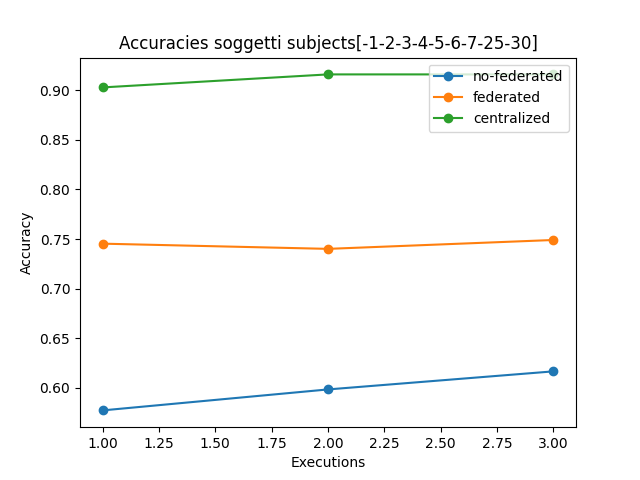 Accuracies soggetti subjects[-1-2-3-4-5-6-7-25-30]
no-federated
federated
centralized
0.90
0.85
0.80
0.75
0.70
0.65
0.60
Accuracy
1.00 1.25 1.50 1.75 2.00 2.25 2.50 2.75 3.00
Executions